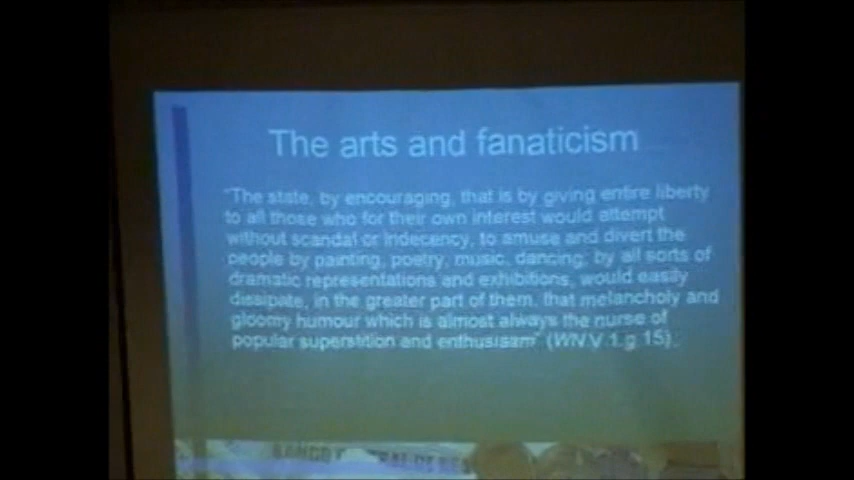 The arts and fanaticism
"The state, by encouraging, that is by giving entire liberty
to all those who for their own interest would attempt
without scandal or indecency, to amuse and divert the
people by painting, poetry, music, dancing; by all sorts of
dramatic representations and exhibitions, would easily
dissipate, in the greater part of them, that melancholy and
gloomy humour which is almost always the nurse of
popular superstition and enthusisam" (WN V.1.g.15).